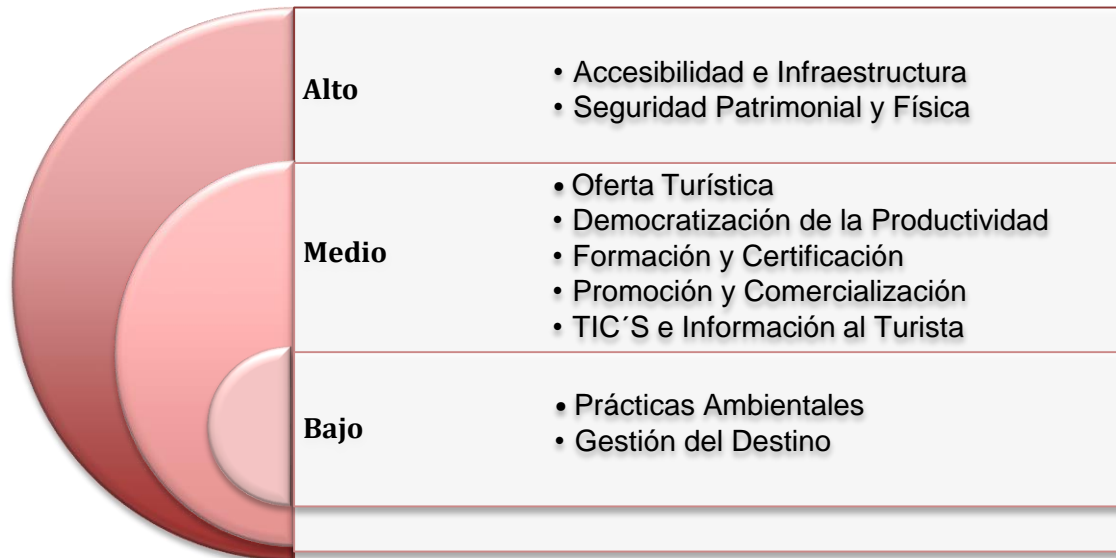 Alto
• Accesibilidad e Infraestructura
• Seguridad Patrimonial y Física
Medio
• Oferta Turística
• Democratización de la Productividad
• Formación y Certificación
• Promoción y Comercialización
• TIC´S e Información al Turista
Bajo
• Prácticas Ambientales
• Gestión del Destino